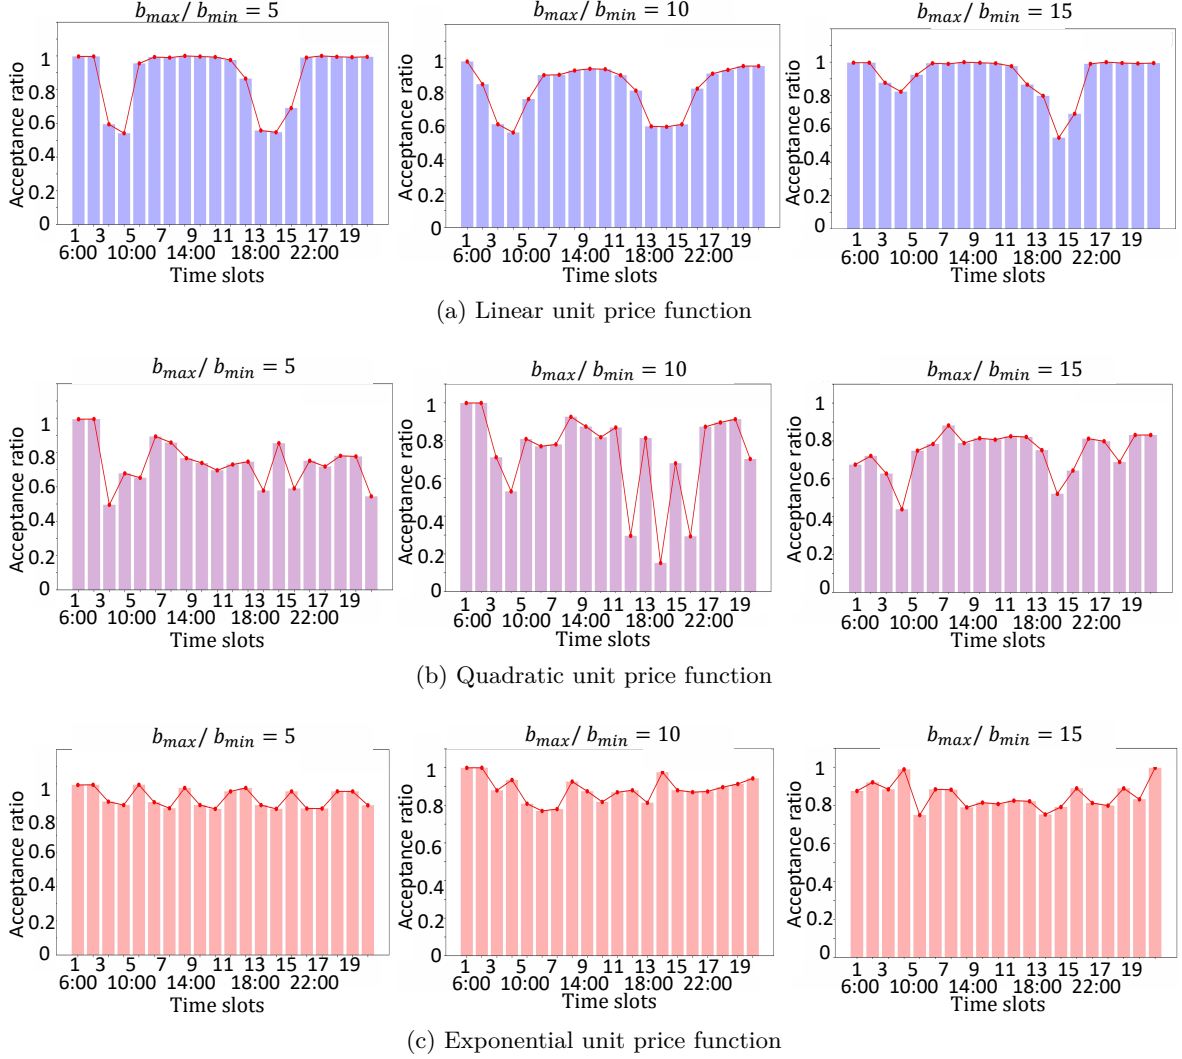 b_max / b_min = 5
b_max / b_min = 10
b_max / b_min = 15
Acceptance ratio
1
0.8
0.6
0.4
0.2
0
1 3 5 7 9 11 13 15 17 19
6:00 10:00 14:00 18:00 22:00
Time slots
Acceptance ratio
1
0.8
0.6
0.4
0.2
0
1 3 5 7 9 11 13 15 17 19
6:00 10:00 14:00 18:00 22:00
Time slots
Acceptance ratio
1
0.8
0.6
0.4
0.2
0
1 3 5 7 9 11 13 15 17 19
6:00 10:00 14:00 18:00 22:00
Time slots
(a) Linear unit price function
b_max / b_min = 5
b_max / b_min = 10
b_max / b_min = 15
Acceptance ratio
1
0.8
0.6
0.4
0.2
0
1 3 5 7 9 11 13 15 17 19
6:00 10:00 14:00 18:00 22:00
Time slots
Acceptance ratio
1
0.8
0.6
0.4
0.2
0
1 3 5 7 9 11 13 15 17 19
6:00 10:00 14:00 18:00 22:00
Time slots
Acceptance ratio
1
0.8
0.6
0.4
0.2
0
1 3 5 7 9 11 13 15 17 19
6:00 10:00 14:00 18:00 22:00
Time slots
(b) Quadratic unit price function
b_max / b_min = 5
b_max / b_min = 10
b_max / b_min = 15
Acceptance ratio
1
0.8
0.6
0.4
0.2
0
1 3 5 7 9 11 13 15 17 19
6:00 10:00 14:00 18:00 22:00
Time slots
Acceptance ratio
1
0.8
0.6
0.4
0.2
0
1 3 5 7 9 11 13 15 17 19
6:00 10:00 14:00 18:00 22:00
Time slots
Acceptance ratio
1
0.8
0.6
0.4
0.2
0
1 3 5 7 9 11 13 15 17 19
6:00 10:00 14:00 18:00 22:00
Time slots
(c) Exponential unit price function